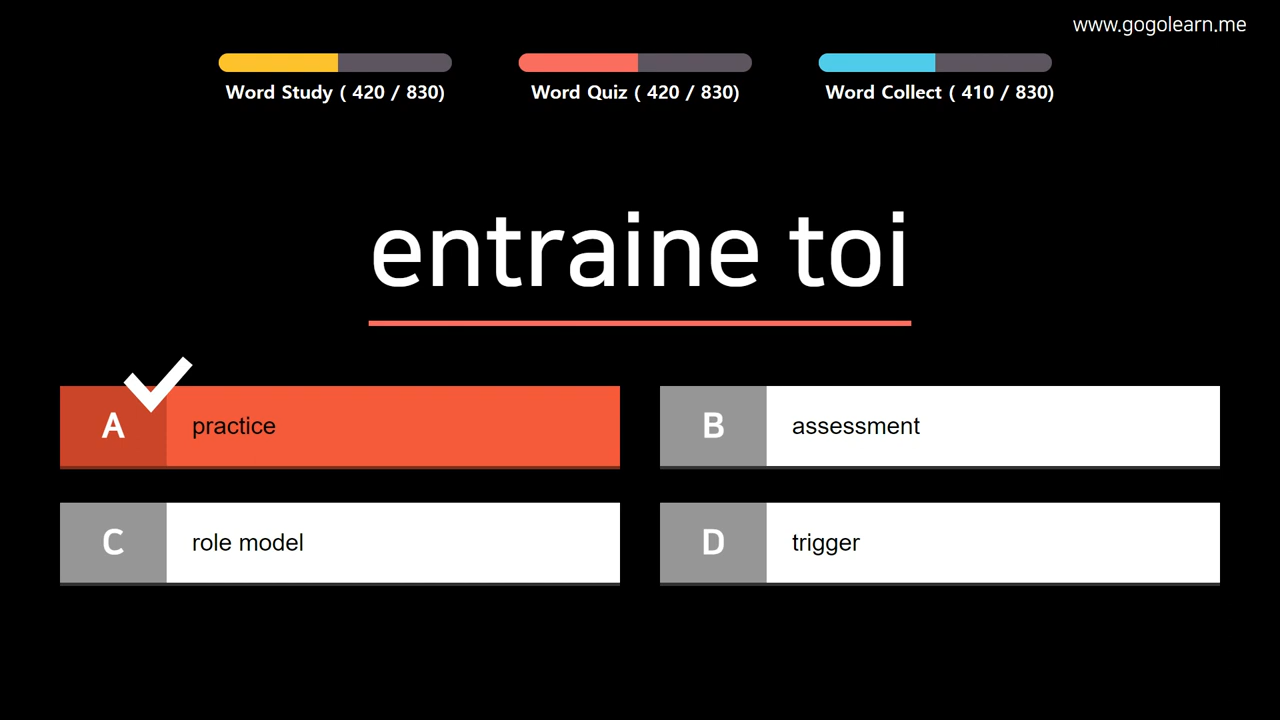 www.gogolearn.me
Word Study ( 420 / 830)
Word Quiz ( 420 / 830)
Word Collect ( 410 / 830)
entraine toi
A practice
B assessment
C role model
D trigger